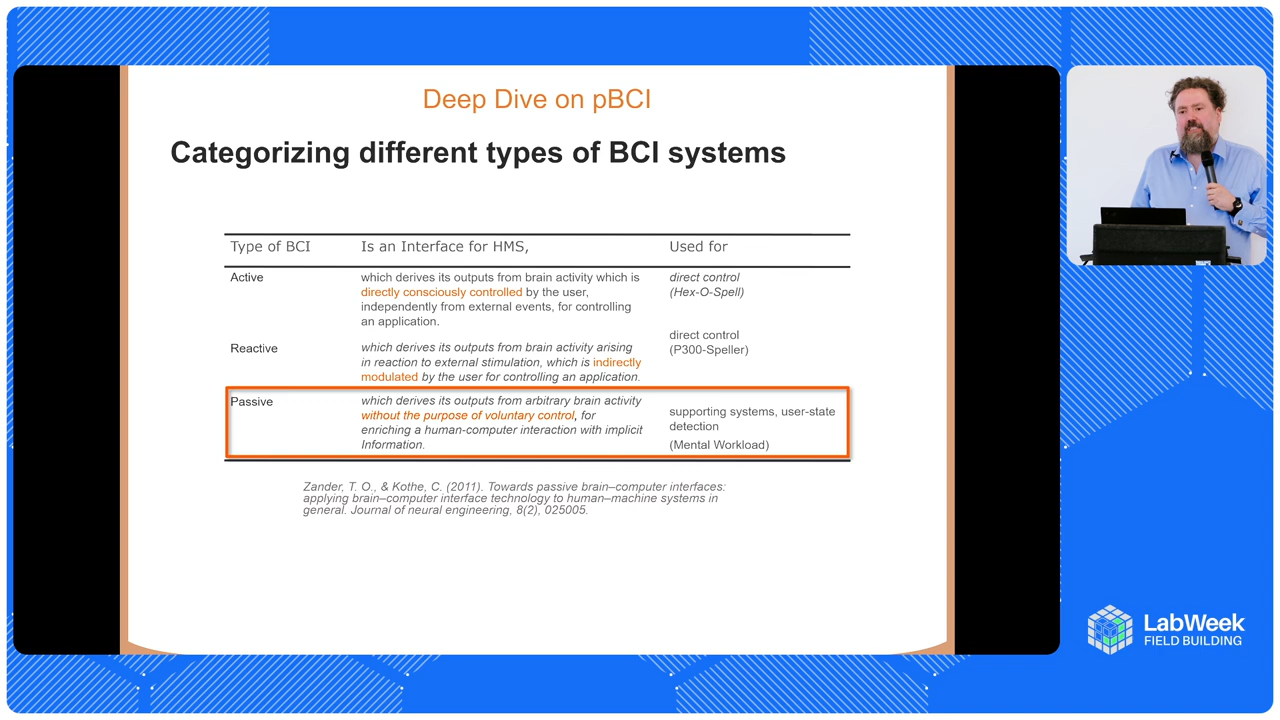 Deep Dive on pBCI
Categorizing different types of BCI systems
Type of BCI Is an Interface for HMS, Used for
Active
which derives its outputs from brain activity which is
directly consciously controlled by the user,
independently from external events, for controlling
an application.
direct control
(Hex-O-Spell)
Reactive
which derives its outputs from brain activity arising
in reaction to external stimulation, which is indirectly
modulated by the user for controlling an application.
direct control
(P300-Speller)
Passive
which derives its outputs from arbitrary brain activity
without the purpose of voluntary control, for
enriching a human-computer interaction with implicit
Information.
supporting systems, user-state
detection
(Mental Workload)
Zander, T. O., & Kothe, C. (2011). Towards passive brain–computer interfaces:
applying brain–computer interface technology to human–machine systems in
general. Journal of neural engineering, 8(2), 025005.
LabWeek
FIELD BUILDING